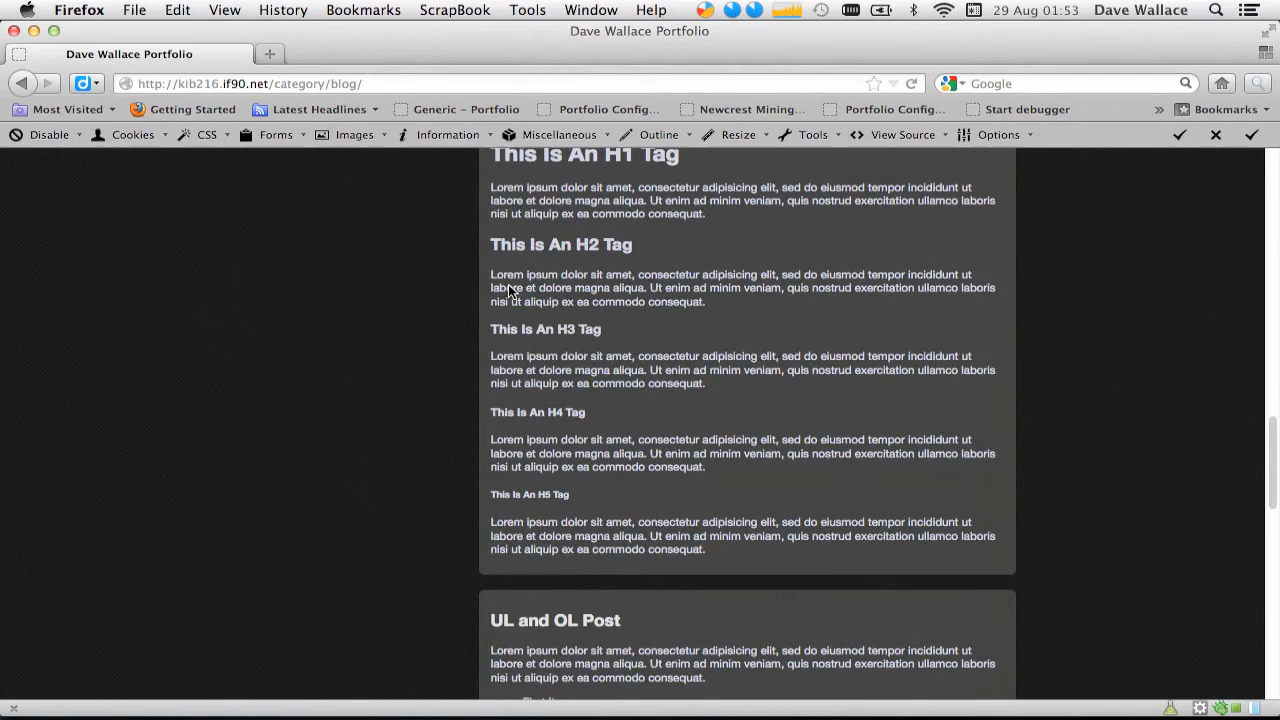 Firefox File Edit View History Bookmarks ScrapBook Tools Window Help 29 Aug 01:53 Dave Wallace
Dave Wallace Portfolio
Dave Wallace Portfolio
http://kib216.if90.net/category/blog/ Google
Most Visited Getting Started Latest Headlines Generic – Portfolio Portfolio Config... Newcrest Mining... Portfolio Config... Start debugger » Bookmarks
Disable Cookies CSS Forms Images Information Miscellaneous Outline Resize Tools View Source Options
This Is An H1 Tag
Lorem ipsum dolor sit amet, consectetur adipisicing elit, sed do eiusmod tempor incididunt ut
labore et dolore magna aliqua. Ut enim ad minim veniam, quis nostrud exercitation ullamco laboris
nisi ut aliquip ex ea commodo consequat.
This Is An H2 Tag
Lorem ipsum dolor sit amet, consectetur adipisicing elit, sed do eiusmod tempor incididunt ut
labore et dolore magna aliqua. Ut enim ad minim veniam, quis nostrud exercitation ullamco laboris
nisi ut aliquip ex ea commodo consequat.
This Is An H3 Tag
Lorem ipsum dolor sit amet, consectetur adipisicing elit, sed do eiusmod tempor incididunt ut
labore et dolore magna aliqua. Ut enim ad minim veniam, quis nostrud exercitation ullamco laboris
nisi ut aliquip ex ea commodo consequat.
This Is An H4 Tag
Lorem ipsum dolor sit amet, consectetur adipisicing elit, sed do eiusmod tempor incididunt ut
labore et dolore magna aliqua. Ut enim ad minim veniam, quis nostrud exercitation ullamco laboris
nisi ut aliquip ex ea commodo consequat.
This Is An H5 Tag
Lorem ipsum dolor sit amet, consectetur adipisicing elit, sed do eiusmod tempor incididunt ut
labore et dolore magna aliqua. Ut enim ad minim veniam, quis nostrud exercitation ullamco laboris
nisi ut aliquip ex ea commodo consequat.
UL and OL Post
Lorem ipsum dolor sit amet, consectetur adipisicing elit, sed do eiusmod tempor incididunt ut
labore et dolore magna aliqua. Ut enim ad minim veniam, quis nostrud exercitation ullamco laboris
nisi ut aliquip ex ea commodo consequat.